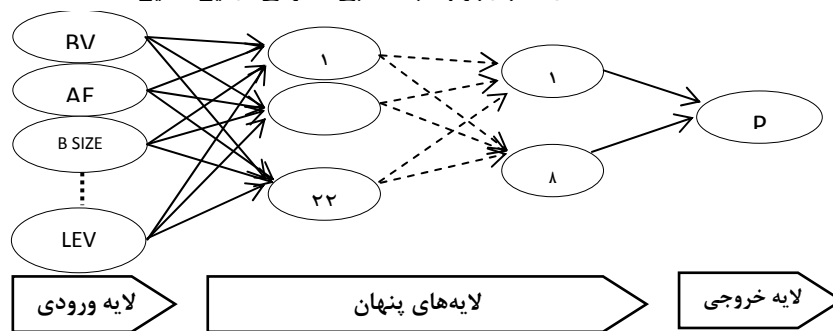 BV
AF
B SIZE
LEV
۱
۲۲
۱
۸
P
لایه ورودی
لایه‌های پنهان
لایه خروجی